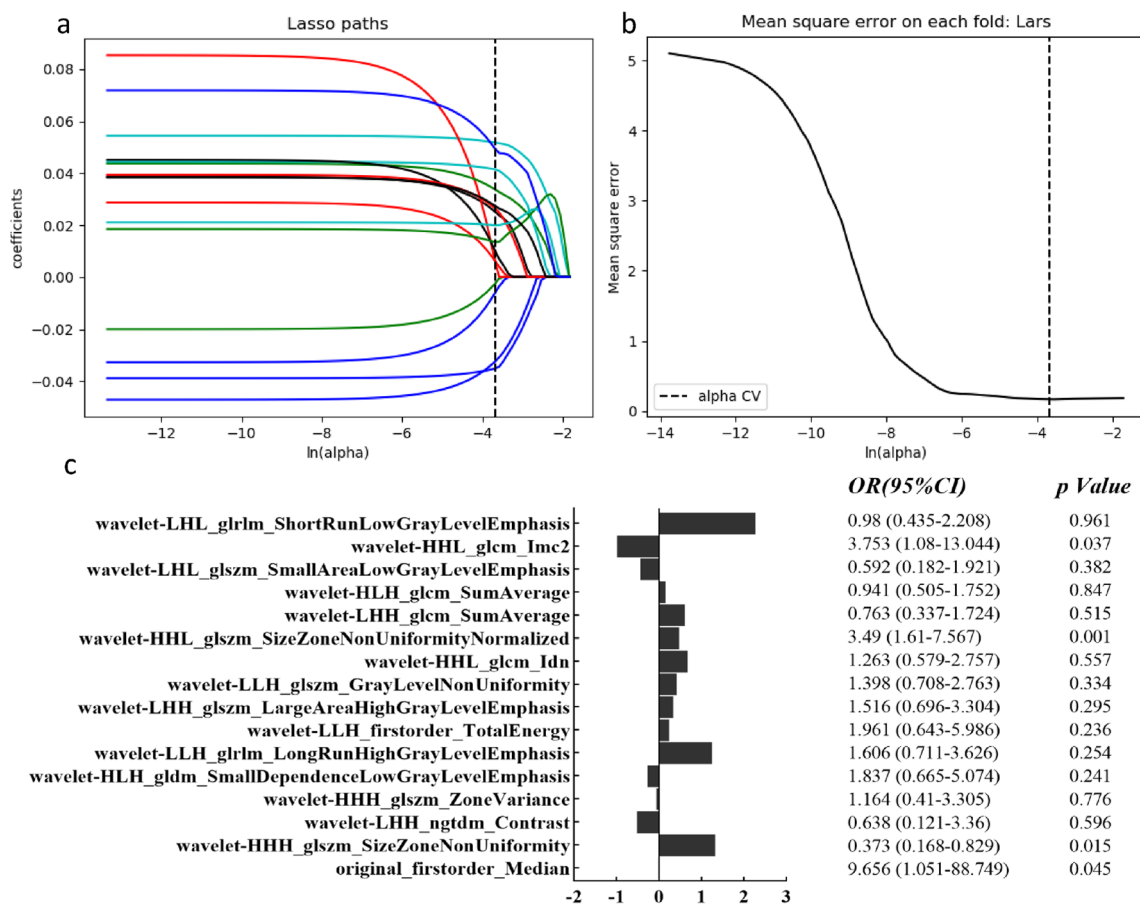 a
Lasso paths
0.08
0.06
0.04
0.02
0.00
−0.02
−0.04
coefficients
−12
−10
−8
−6
−4
−2
ln(alpha)
b
Mean square error on each fold: Lars
5
4
3
2
1
0
Mean square error
alpha CV
−14
−12
−10
−8
−6
−4
−2
ln(alpha)
c
OR(95%CI) p Value
wavelet-LHL_glrlm_ShortRunLowGrayLevelEmphasis 0.98 (0.435-2.208) 0.961
wavelet-HHL_glcm_Imc2 3.753 (1.08-13.044) 0.037
wavelet-LHL_glszm_SmallAreaLowGrayLevelEmphasis 0.592 (0.182-1.921) 0.382
wavelet-HLH_glcm_SumAverage 0.941 (0.505-1.752) 0.847
wavelet-LHH_glcm_SumAverage 0.763 (0.337-1.724) 0.515
wavelet-HHL_glszm_SizeZoneNonUniformityNormalized 3.49 (1.61-7.567) 0.001
wavelet-HHL_glcm_Idn 1.263 (0.579-2.757) 0.557
wavelet-LLH_glszm_GrayLevelNonUniformity 1.398 (0.708-2.763) 0.334
wavelet-LHH_glszm_LargeAreaHighGrayLevelEmphasis 1.516 (0.696-3.304) 0.295
wavelet-LLH_firstorder_TotalEnergy 1.961 (0.643-5.986) 0.236
wavelet-LLH_glrlm_LongRunHighGrayLevelEmphasis 1.606 (0.711-3.626) 0.254
wavelet-HLH_gldm_SmallDependenceLowGrayLevelEmphasis 1.837 (0.665-5.074) 0.241
wavelet-HHH_glszm_ZoneVariance 1.164 (0.41-3.305) 0.776
wavelet-LHH_ngtdm_Contrast 0.638 (0.121-3.36) 0.596
wavelet-HHH_glszm_SizeZoneNonUniformity 0.373 (0.168-0.829) 0.015
original_firstorder_Median 9.656 (1.051-88.749) 0.045
-2 -1 0 1 2 3